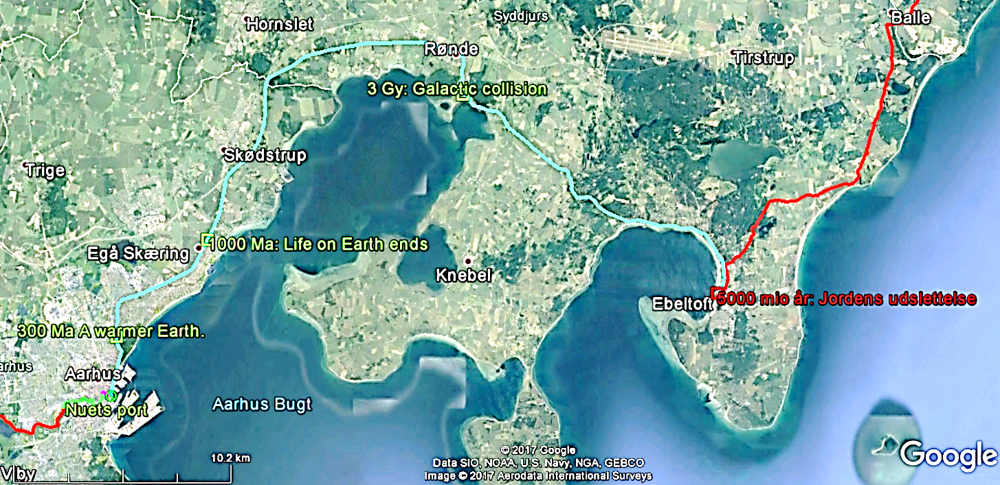 Syddjurs
Balle
Hornslet
Rønde
Tirstrup
3 Gy: Galactic collision
Skødstrup
Trige
1000 Ma: Life on Earth ends
Egå Skæring
Knebel
5000 mio år: Jordens udslettelse
Ebeltoft
300 Ma A warmer Earth.
arhus
Aarhus
Aarhus Bugt
Nuets port
© 2017 Google
10.2 km
Data SIO, NOAA, U.S. Navy, NGA, GEBCO
Google
Viby
Image © 2017 Aerodata International Surveys